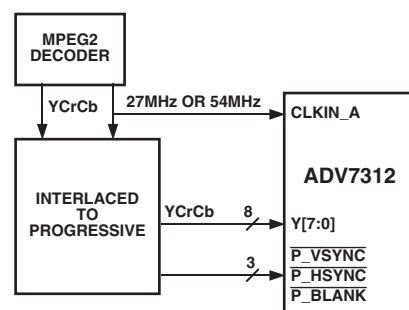 MPEG2
DECODER
YCrCb
27MHz OR 54MHz
CLKIN_A
ADV7312
INTERLACED
TO
PROGRESSIVE
YCrCb
8
Y[7:0]
3
P_VSYNC
P_HSYNC
P_BLANK